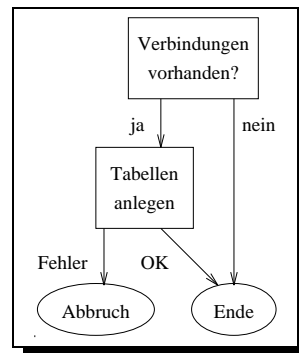 Verbindungen
vorhanden?
ja
nein
Tabellen
anlegen
Fehler
OK
Abbruch
Ende